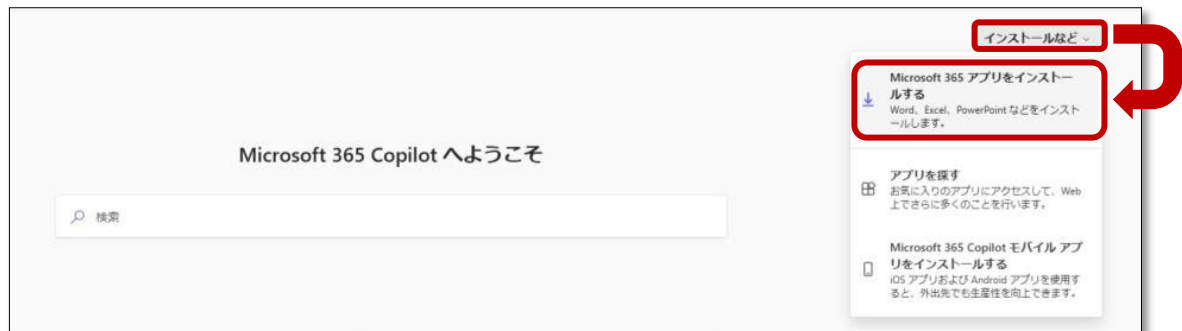 インストールなど
Microsoft 365 アプリをインストー
ルする
Word、Excel、PowerPoint などをインスト
ールします。
Microsoft 365 Copilot へようこそ
検索
アプリを探す
お気に入りのアプリにアクセスして、Web
上でさらに多くのことを行います。
Microsoft 365 Copilot モバイル アプ
リをインストールする
iOS アプリおよび Android アプリを使用す
ると、外出先でも生産性を向上できます。